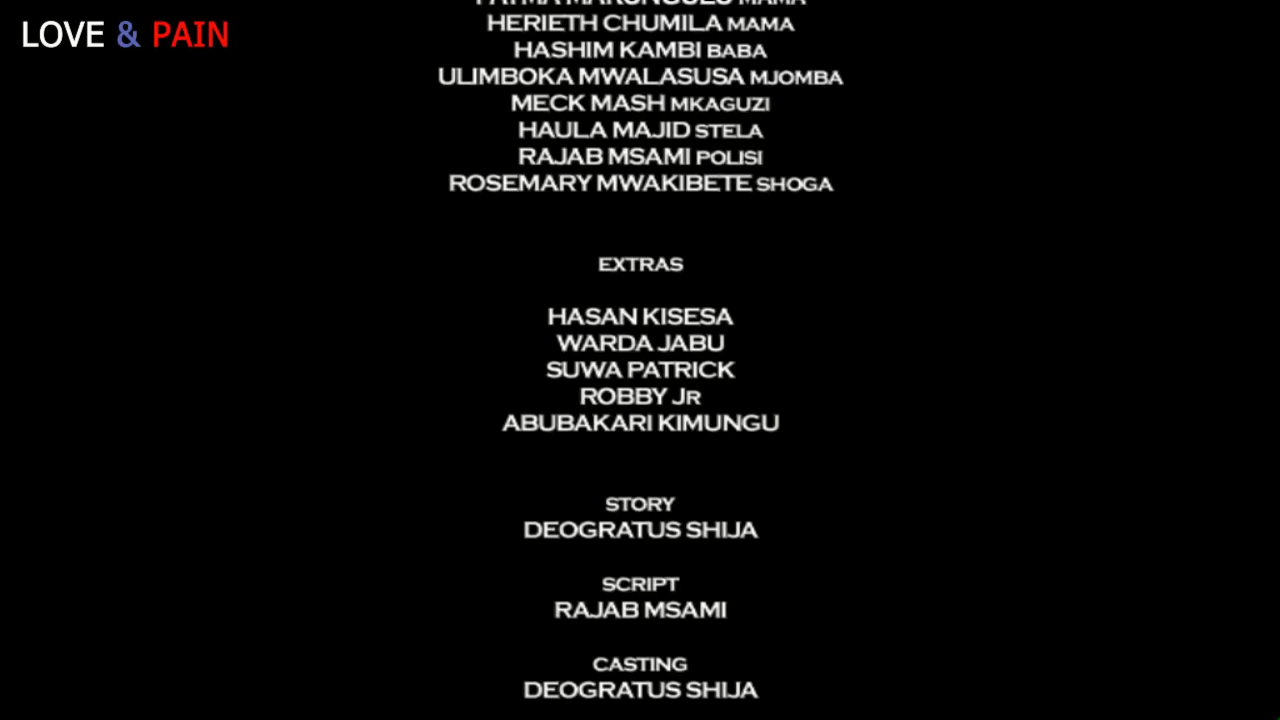 LOVE & PAIN
HERIETH CHUMILA MAMA
HASHIM KAMBI BABA
ULIMBOKA MWALASUSA MJOMBA
MECK MASH MKAGUZI
HAULA MAJID STELA
RAJAB MSAMI POLISI
ROSEMARY MWAKIBETE SHOGA
EXTRAS
HASAN KISESA
WARDA JABU
SUWA PATRICK
ROBBY Jr
ABUBAKARI KIMUNGU
STORY
DEOGRATUS SHIJA
SCRIPT
RAJAB MSAMI
CASTING
DEOGRATUS SHIJA